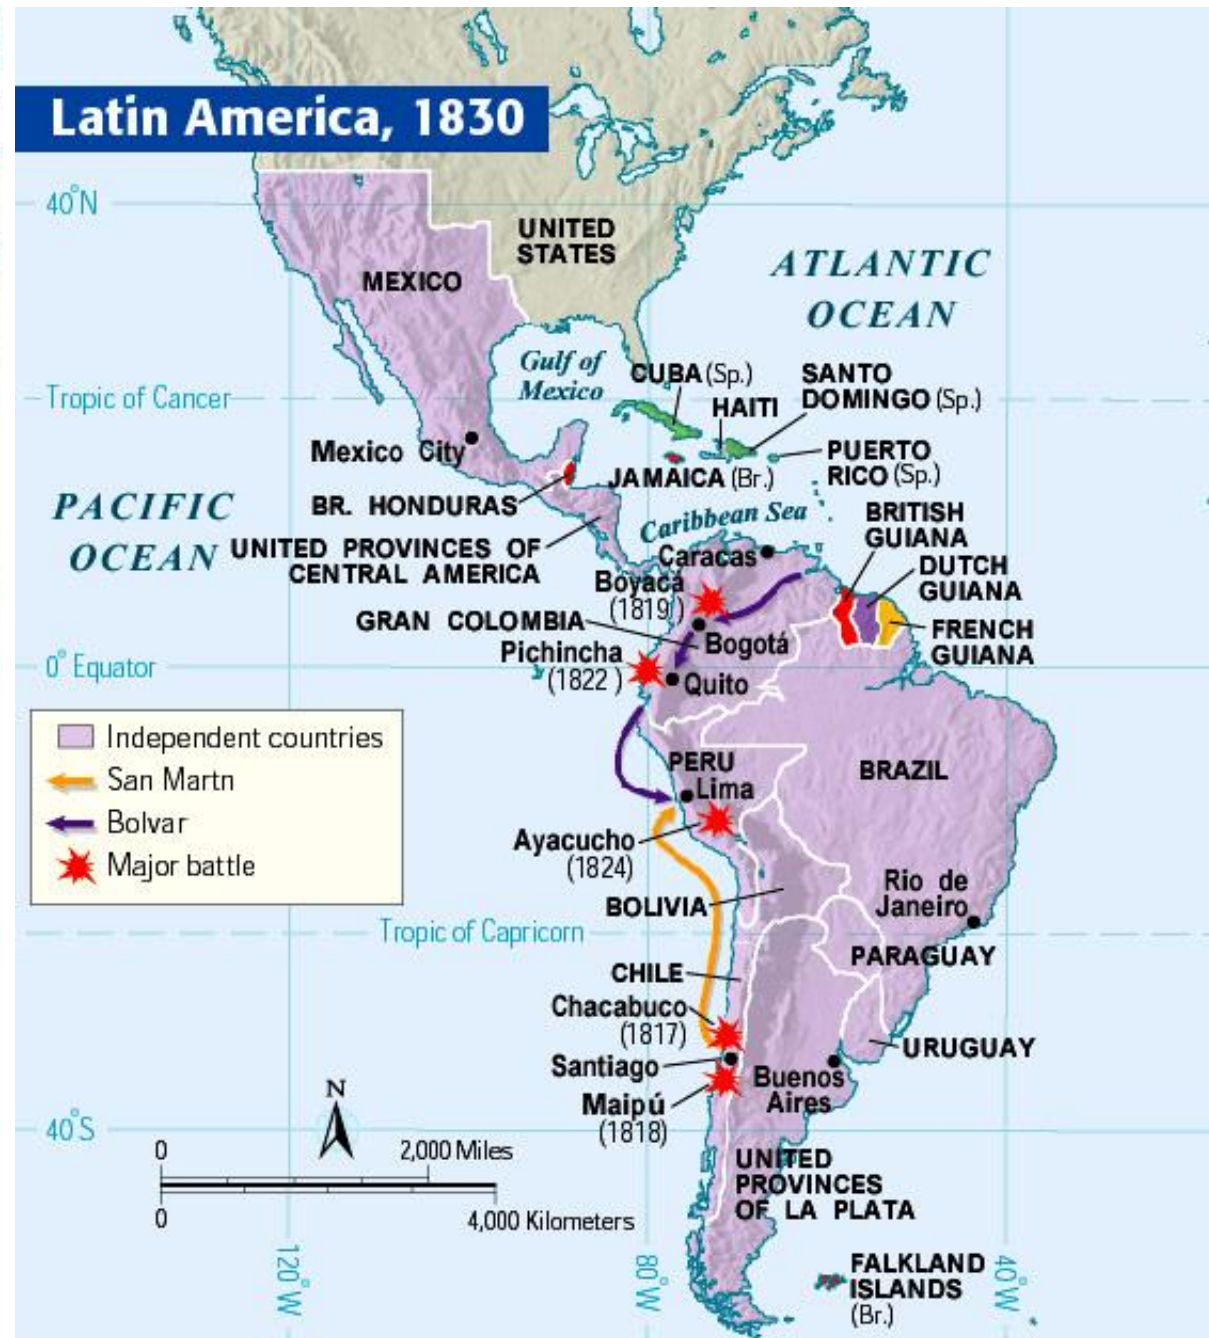 Latin America, 1830
40°N
UNITED
STATES
MEXICO
ATLANTIC
OCEAN
Gulf of
Mexico
CUBA (Sp.)
SANTO
DOMINGO (Sp.)
HAITI
Tropic of Cancer
Mexico City
JAMAICA (Br.)
PUERTO
RICO (Sp.)
PACIFIC
OCEAN
BR. HONDURAS
Caribbean Sea
BRITISH
GUIANA
UNITED PROVINCES OF
CENTRAL AMERICA
Caracas
DUTCH
GUIANA
Boyacá
(1819 )
GRAN COLOMBIA
Bogotá
FRENCH
GUIANA
Pichincha
(1822 )
0° Equator
Quito
Independent countries
San Martn
Bolvar
Major battle
PERU
Lima
BRAZIL
Ayacucho
(1824)
BOLIVIA
Rio de
Janeiro
Tropic of Capricorn
PARAGUAY
CHILE
Chacabuco
(1817)
Santiago
URUGUAY
Buenos
Aires
Maipú
(1818)
40°S
N
0
2,000 Miles
0
4,000 Kilometers
UNITED
PROVINCES
OF LA PLATA
120°W
80°W
40°W
FALKLAND
ISLANDS
(Br.)